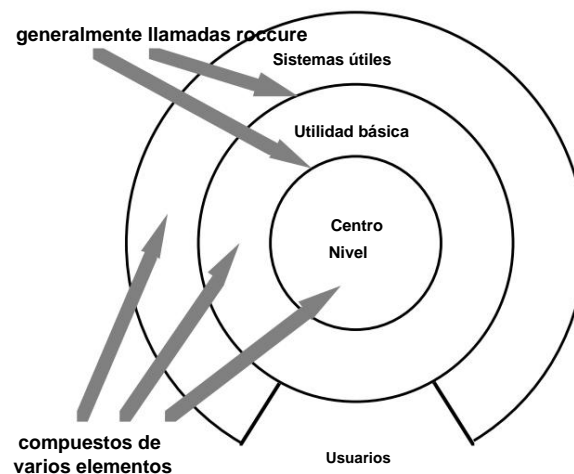 generalmente llamadas roccure
Sistemas útiles
Utilidad básica
Centro
Nivel
compuestos de
varios elementos
Usuarios